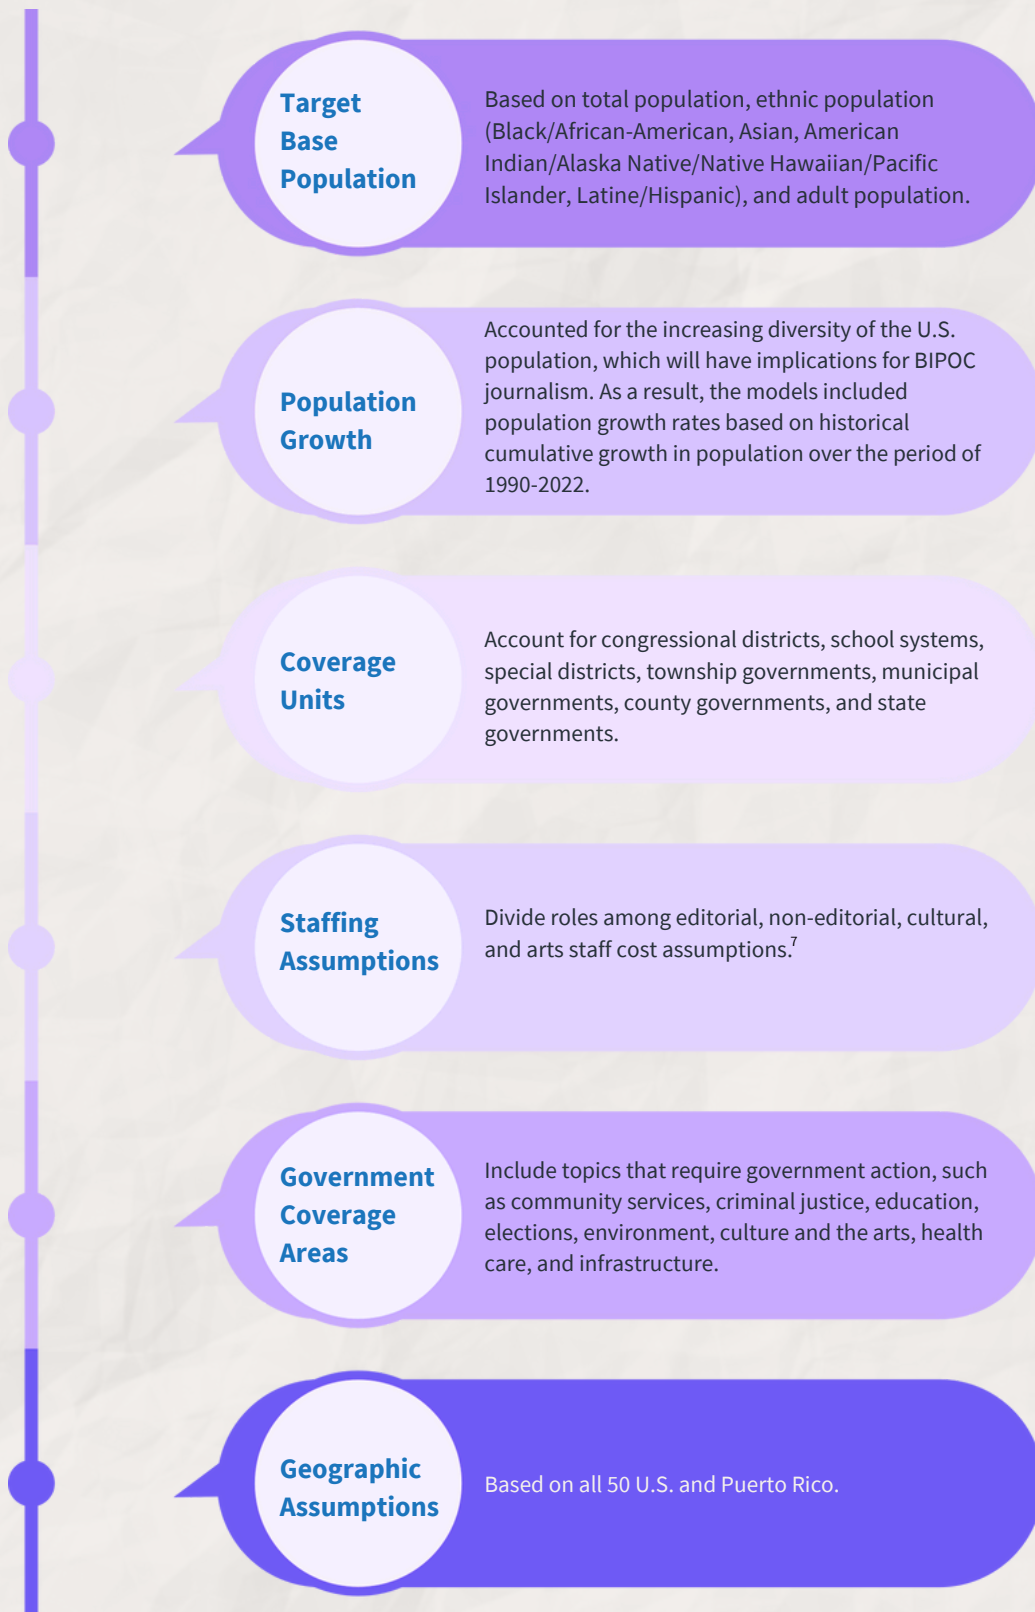 Target
Base
Population
Based on total population, ethnic population
(Black/African-American, Asian, American
Indian/Alaska Native/Native Hawaiian/Pacific
Islander, Latine/Hispanic), and adult population.
Population
Growth
Accounted for the increasing diversity of the U.S.
population, which will have implications for BIPOC
journalism. As a result, the models included
population growth rates based on historical
cumulative growth in population over the period of
1990-2022.
Coverage
Units
Account for congressional districts, school systems,
special districts, township governments, municipal
governments, county governments, and state
governments.
Staffing
Assumptions
Divide roles among editorial, non-editorial, cultural,
and arts staff cost assumptions.⁷
Government
Coverage
Areas
Include topics that require government action, such
as community services, criminal justice, education,
elections, environment, culture and the arts, health
care, and infrastructure.
Geographic
Assumptions
Based on all 50 U.S. and Puerto Rico.